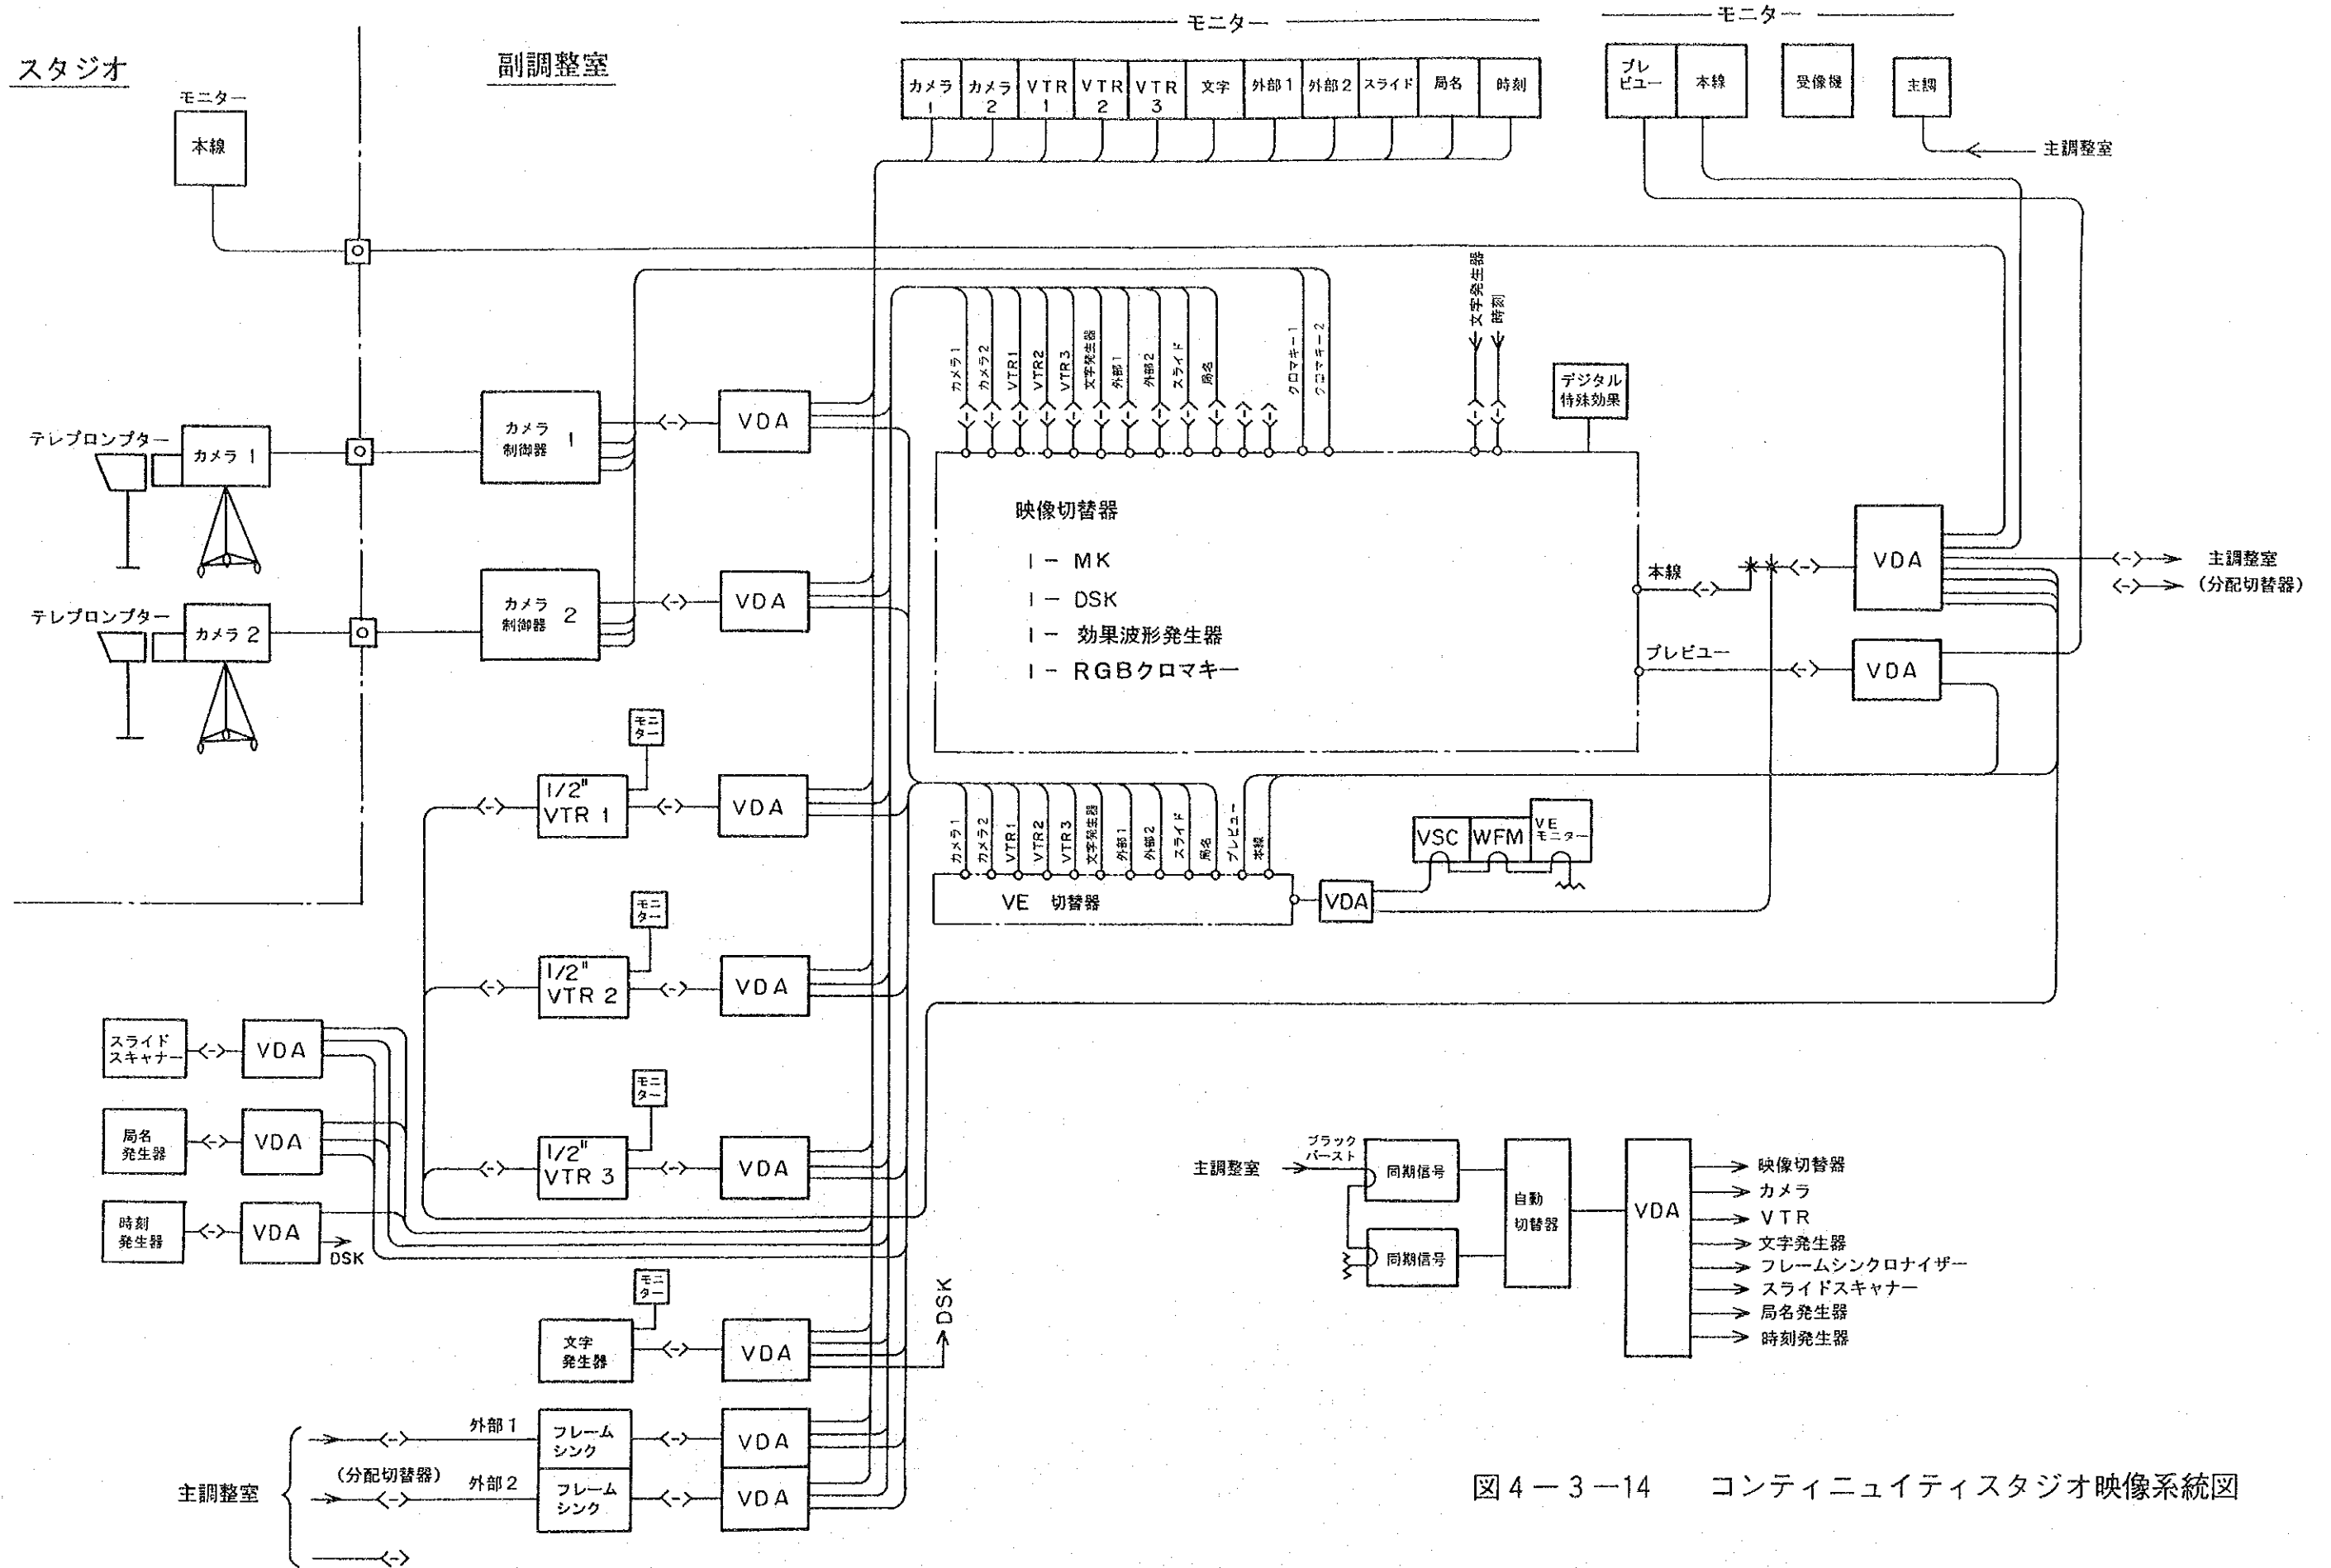 スタジオ
副調整室
モニター
モニター
モニター
本線
カメラ
1
カメラ
2
VTR
1
VTR
2
VTR
3
文字
外部1
外部2
スライド
局名
時刻
プレ
ビュー
本線
受像機
主調
主調整室
文字発生器
時刻
カメラ1
カメラ2
VTR1
VTR2
VTR3
文字発生器
外部1
外部2
スライド
局名
クロマキー1
クロマキー2
デジタル
特殊効果
テレプロンプター
カメラ 1
カメラ
制御器 1
VDA
テレプロンプター
カメラ 2
カメラ
制御器 2
VDA
映像切替器
1 - MK
1 - DSK
1 - 効果波形発生器
1 - RGBクロマキー
本線
プレビュー
VDA
VDA
主調整室
(分配切替器)
モニ
ター
1/2"
VTR 1
VDA
モニ
ター
1/2"
VTR 2
VDA
モニ
ター
1/2"
VTR 3
VDA
カメラ1
カメラ2
VTR1
VTR2
VTR3
文字発生器
外部1
外部2
スライド
局名
プレビュー
本線
VE 切替器
VDA
VSC
WFM
VE
モニター
スライド
スキャナー
VDA
局名
発生器
VDA
時刻
発生器
VDA
DSK
モニ
ター
文字
発生器
VDA
DSK
主調整室
外部1
(分配切替器)
外部2
フレーム
シンク
フレーム
シンク
VDA
VDA
主調整室
ブラック
バースト
同期信号
同期信号
自動
切替器
VDA
映像切替器
カメラ
VTR
文字発生器
フレームシンクロナイザー
スライドスキャナー
局名発生器
時刻発生器
図4-3-14 コンティニュイティスタジオ映像系統図